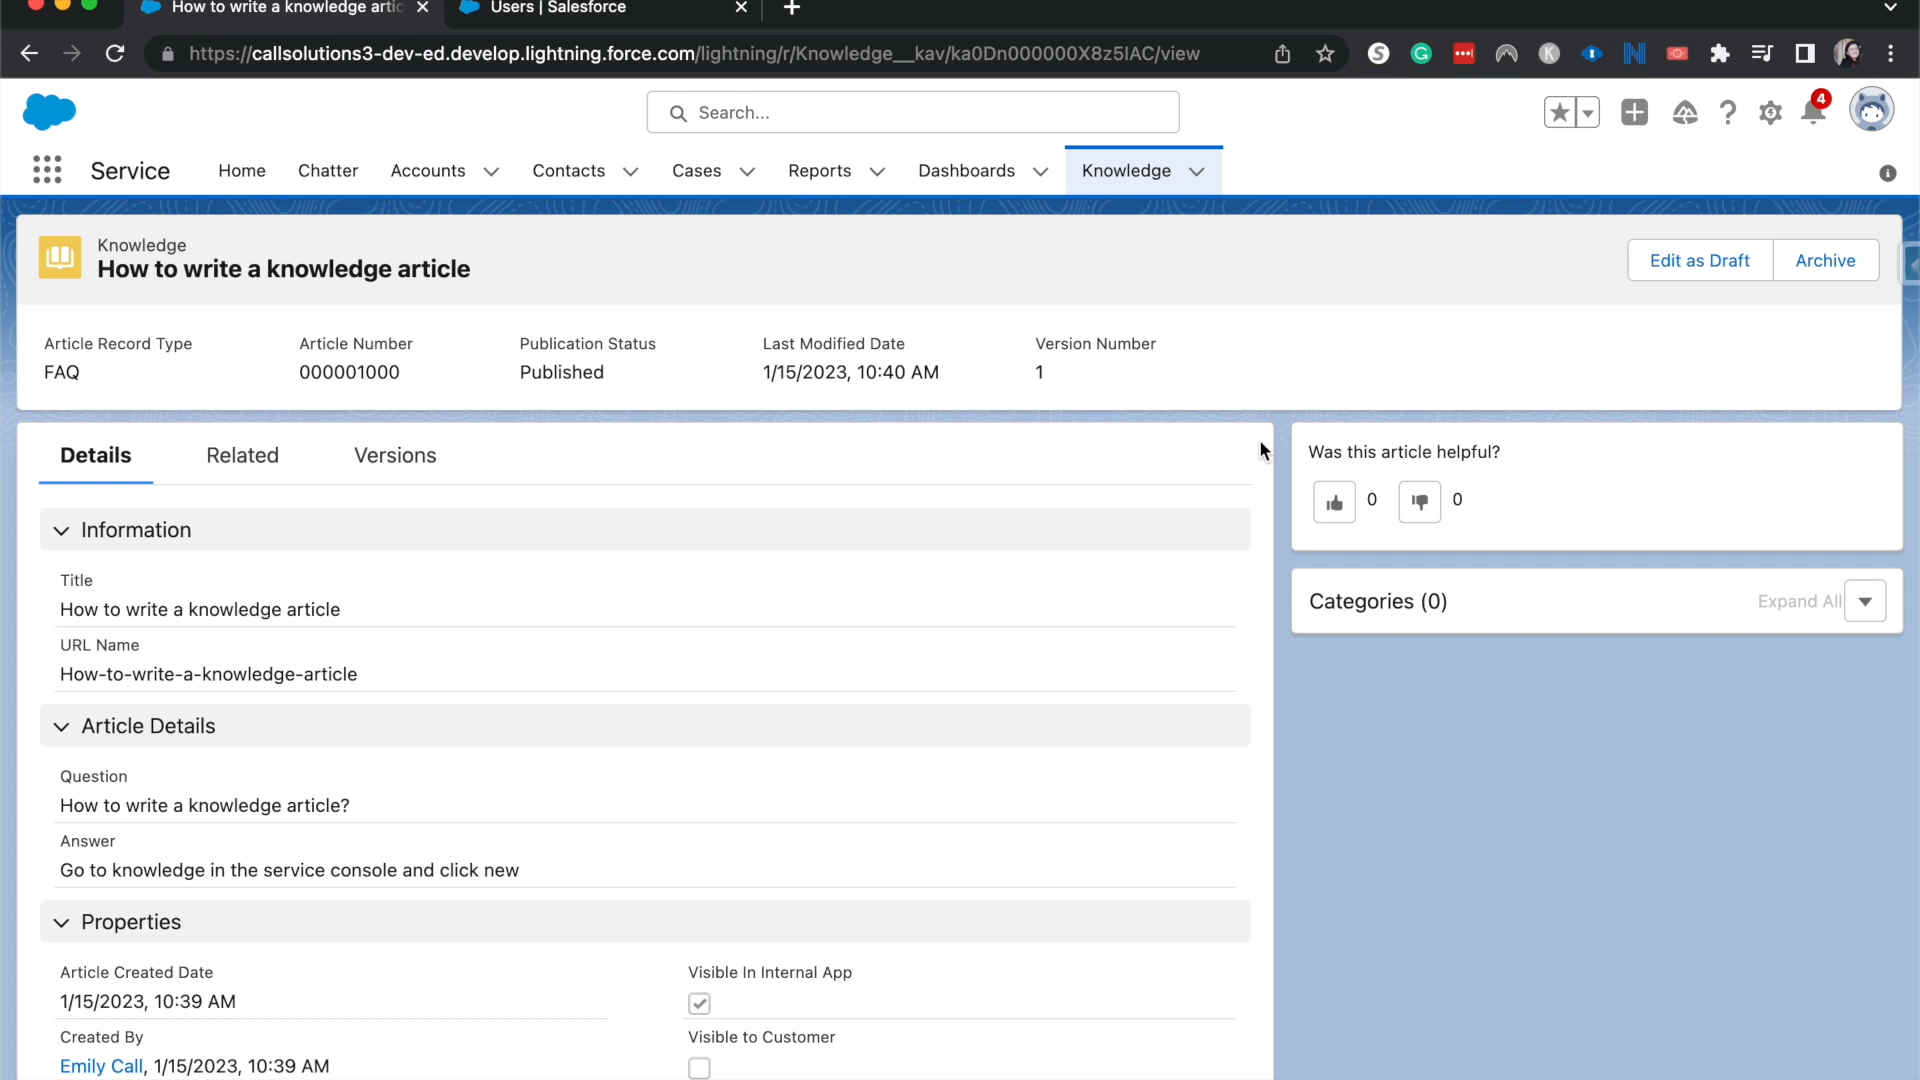 How to write a knowledge artic
Users | Salesforce
https://callsolutions3-dev-ed.develop.lightning.force.com/lightning/r/Knowledge__kav/ka0Dn000000X8z5IAC/view
Search...
4
Service
Home
Chatter
Accounts
Contacts
Cases
Reports
Dashboards
Knowledge
Knowledge
How to write a knowledge article
Edit as Draft
Archive
Article Record Type
Article Number
Publication Status
Last Modified Date
Version Number
FAQ
000001000
Published
1/15/2023, 10:40 AM
1
Details
Related
Versions
Was this article helpful?
0
0
Information
Title
How to write a knowledge article
Categories (0)
Expand All
URL Name
How-to-write-a-knowledge-article
Article Details
Question
How to write a knowledge article?
Answer
Go to knowledge in the service console and click new
Properties
Article Created Date
Visible In Internal App
1/15/2023, 10:39 AM
Created By
Visible to Customer
Emily Call, 1/15/2023, 10:39 AM